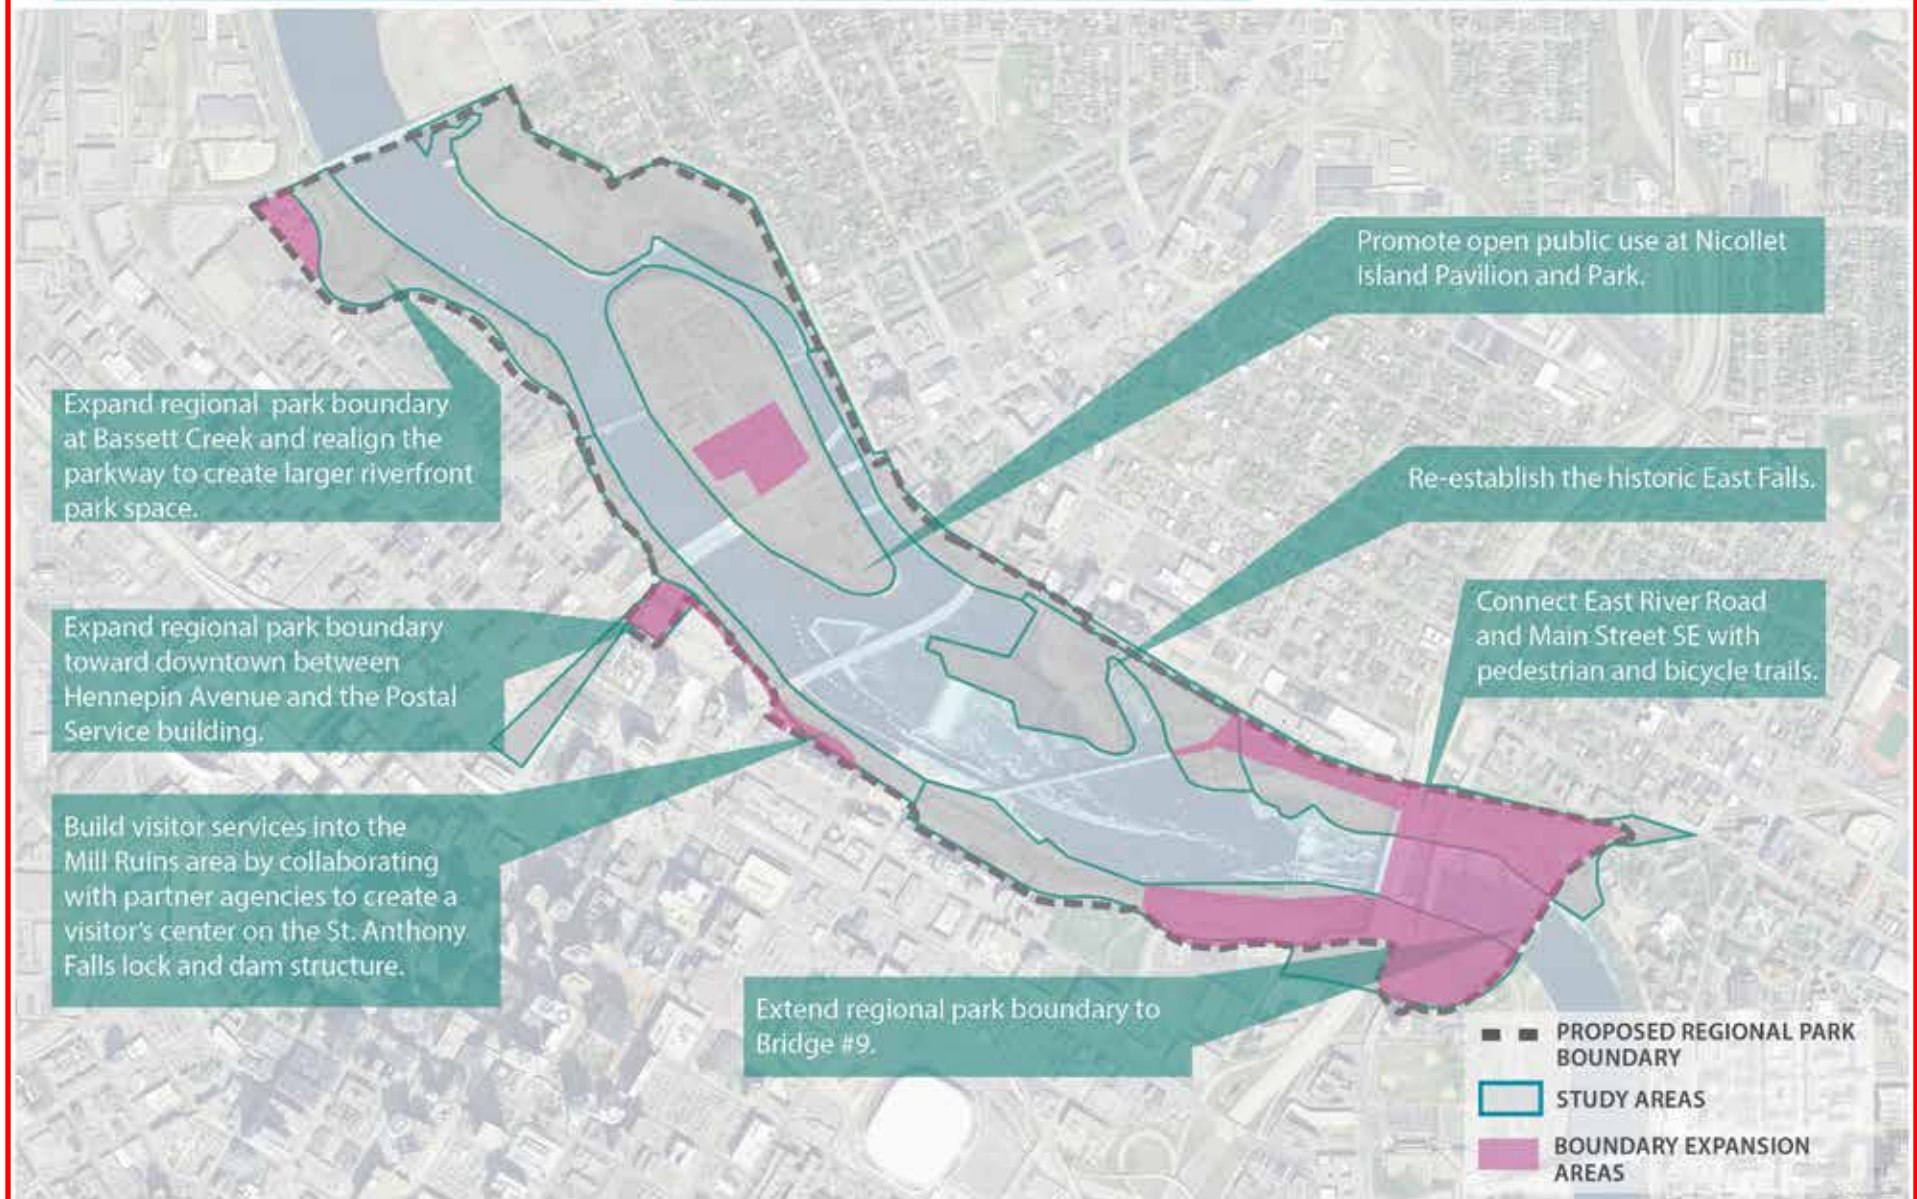 Promote open public use at Nicollet
Island Pavilion and Park.
Expand regional park boundary
at Bassett Creek and realign the
parkway to create larger riverfront
park space.
Re-establish the historic East Falls.
Connect East River Road
and Main Street SE with
pedestrian and bicycle trails.
Expand regional park boundary
toward downtown between
Hennepin Avenue and the Postal
Service building.
Build visitor services into the
Mill Ruins area by collaborating
with partner agencies to create a
visitor's center on the St. Anthony
Falls lock and dam structure.
Extend regional park boundary to
Bridge #9.
PROPOSED REGIONAL PARK
BOUNDARY
STUDY AREAS
BOUNDARY EXPANSION
AREAS